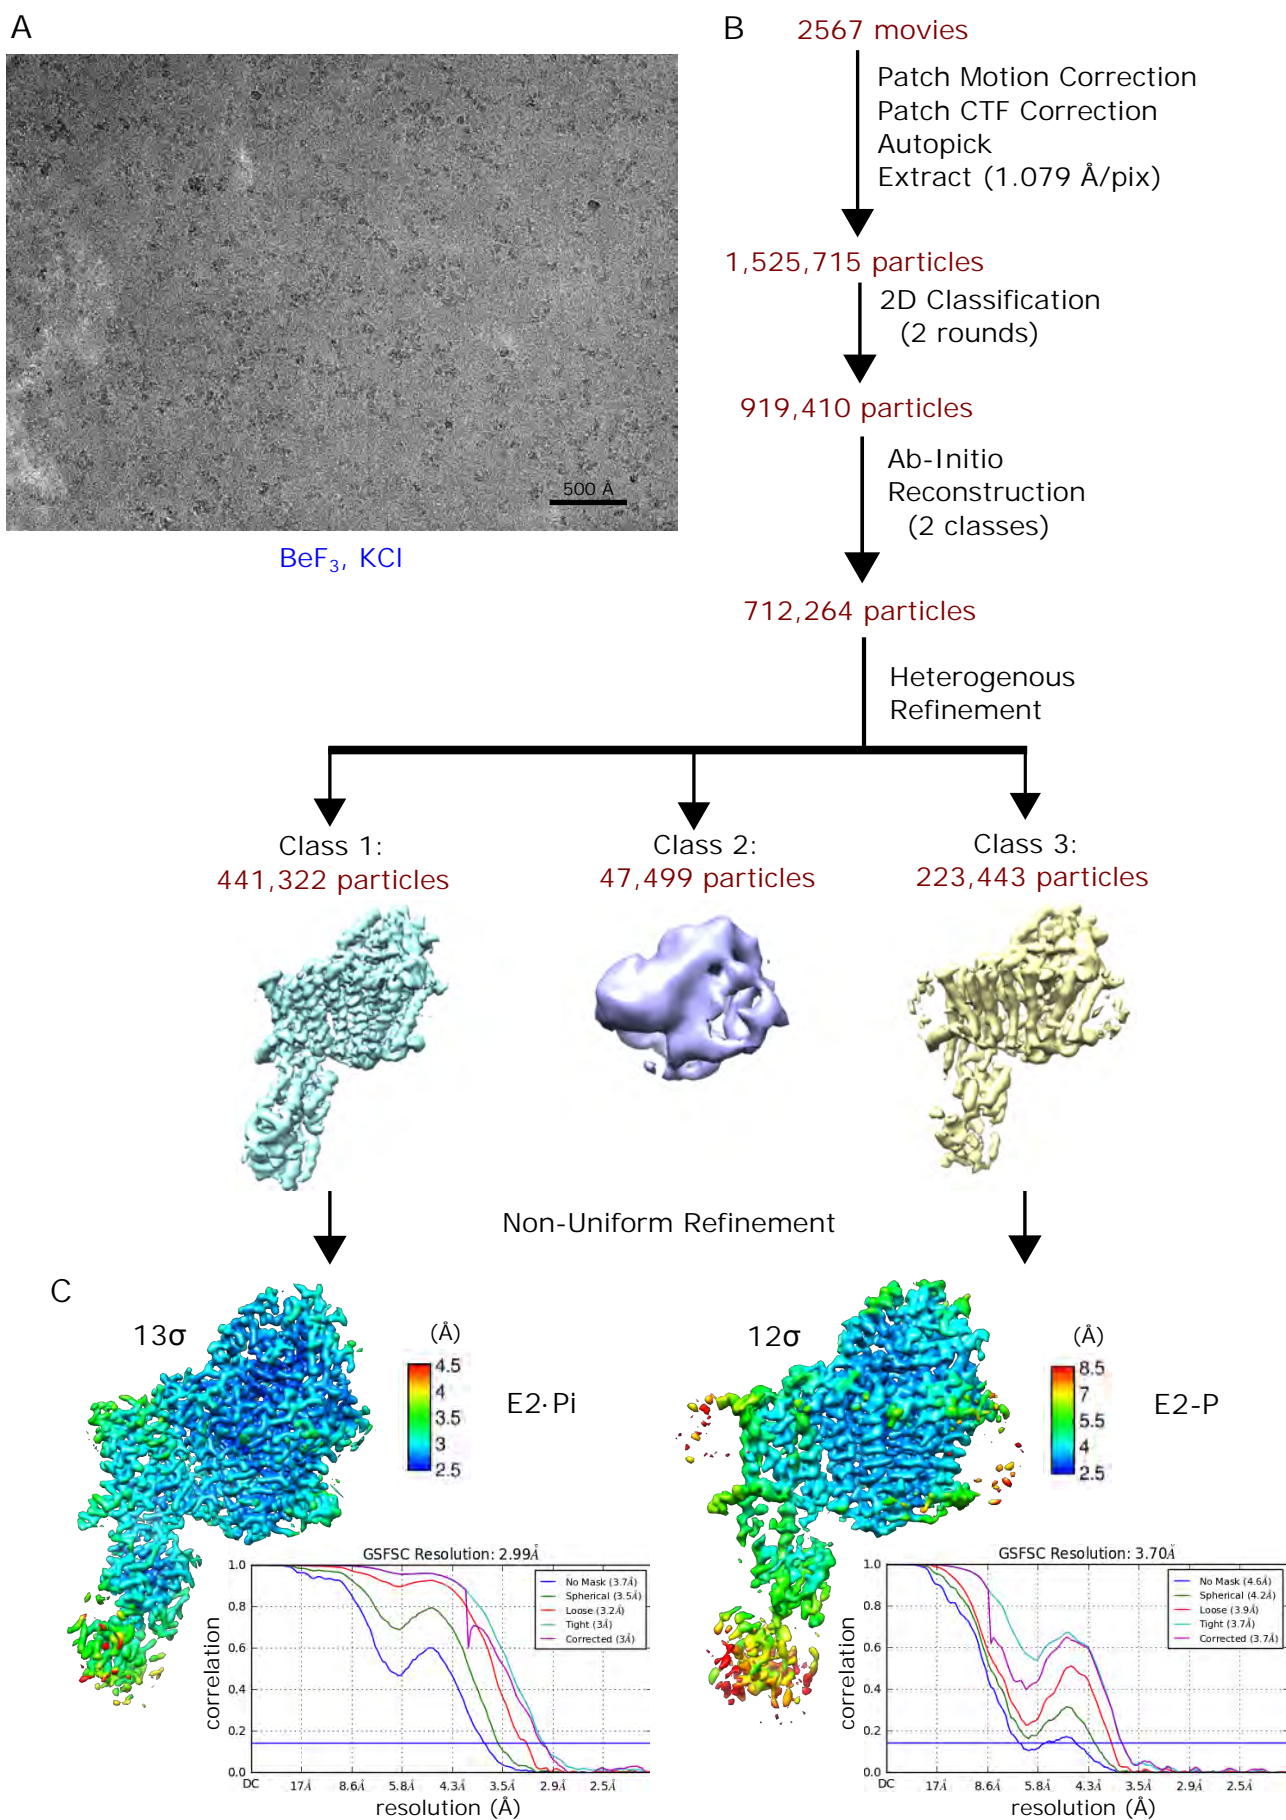 A
500 Å
BeF₃, KCl
B
2567 movies
Patch Motion Correction
Patch CTF Correction
Autopick
Extract (1.079 Å/pix)
1,525,715 particles
2D Classification
(2 rounds)
919,410 particles
Ab-Initio
Reconstruction
(2 classes)
712,264 particles
Heterogenous
Refinement
Class 1:
441,322 particles
Class 2:
47,499 particles
Class 3:
223,443 particles
Non-Uniform Refinement
C
13σ
(Å)
4.5
4
3.5
3
2.5
E2·Pi
12σ
(Å)
8.5
7
5.5
4
2.5
E2-P
GSFSC Resolution: 2.99Å
No Mask (3.7Å)
Spherical (3.5Å)
Loose (3.2Å)
Tight (3Å)
Corrected (3Å)
1.0
0.8
0.6
0.4
0.2
0.0
correlation
DC 17Å 8.6Å 5.8Å 4.3Å 3.5Å 2.9Å 2.5Å
resolution (Å)
GSFSC Resolution: 3.70Å
No Mask (4.6Å)
Spherical (4.2Å)
Loose (3.9Å)
Tight (3.7Å)
Corrected (3.7Å)
1.0
0.8
0.6
0.4
0.2
0.0
correlation
DC 17Å 8.6Å 5.8Å 4.3Å 3.5Å 2.9Å 2.5Å
resolution (Å)